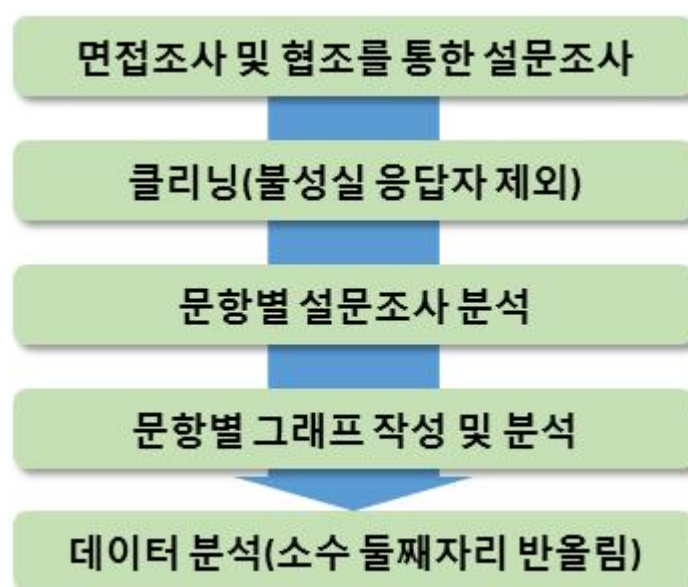 면접조사 및 협조를 통한 설문조사
클리닝(불성실 응답자 제외)
문항별 설문조사 분석
문항별 그래프 작성 및 분석
데이터 분석(소수 둘째자리 반올림)